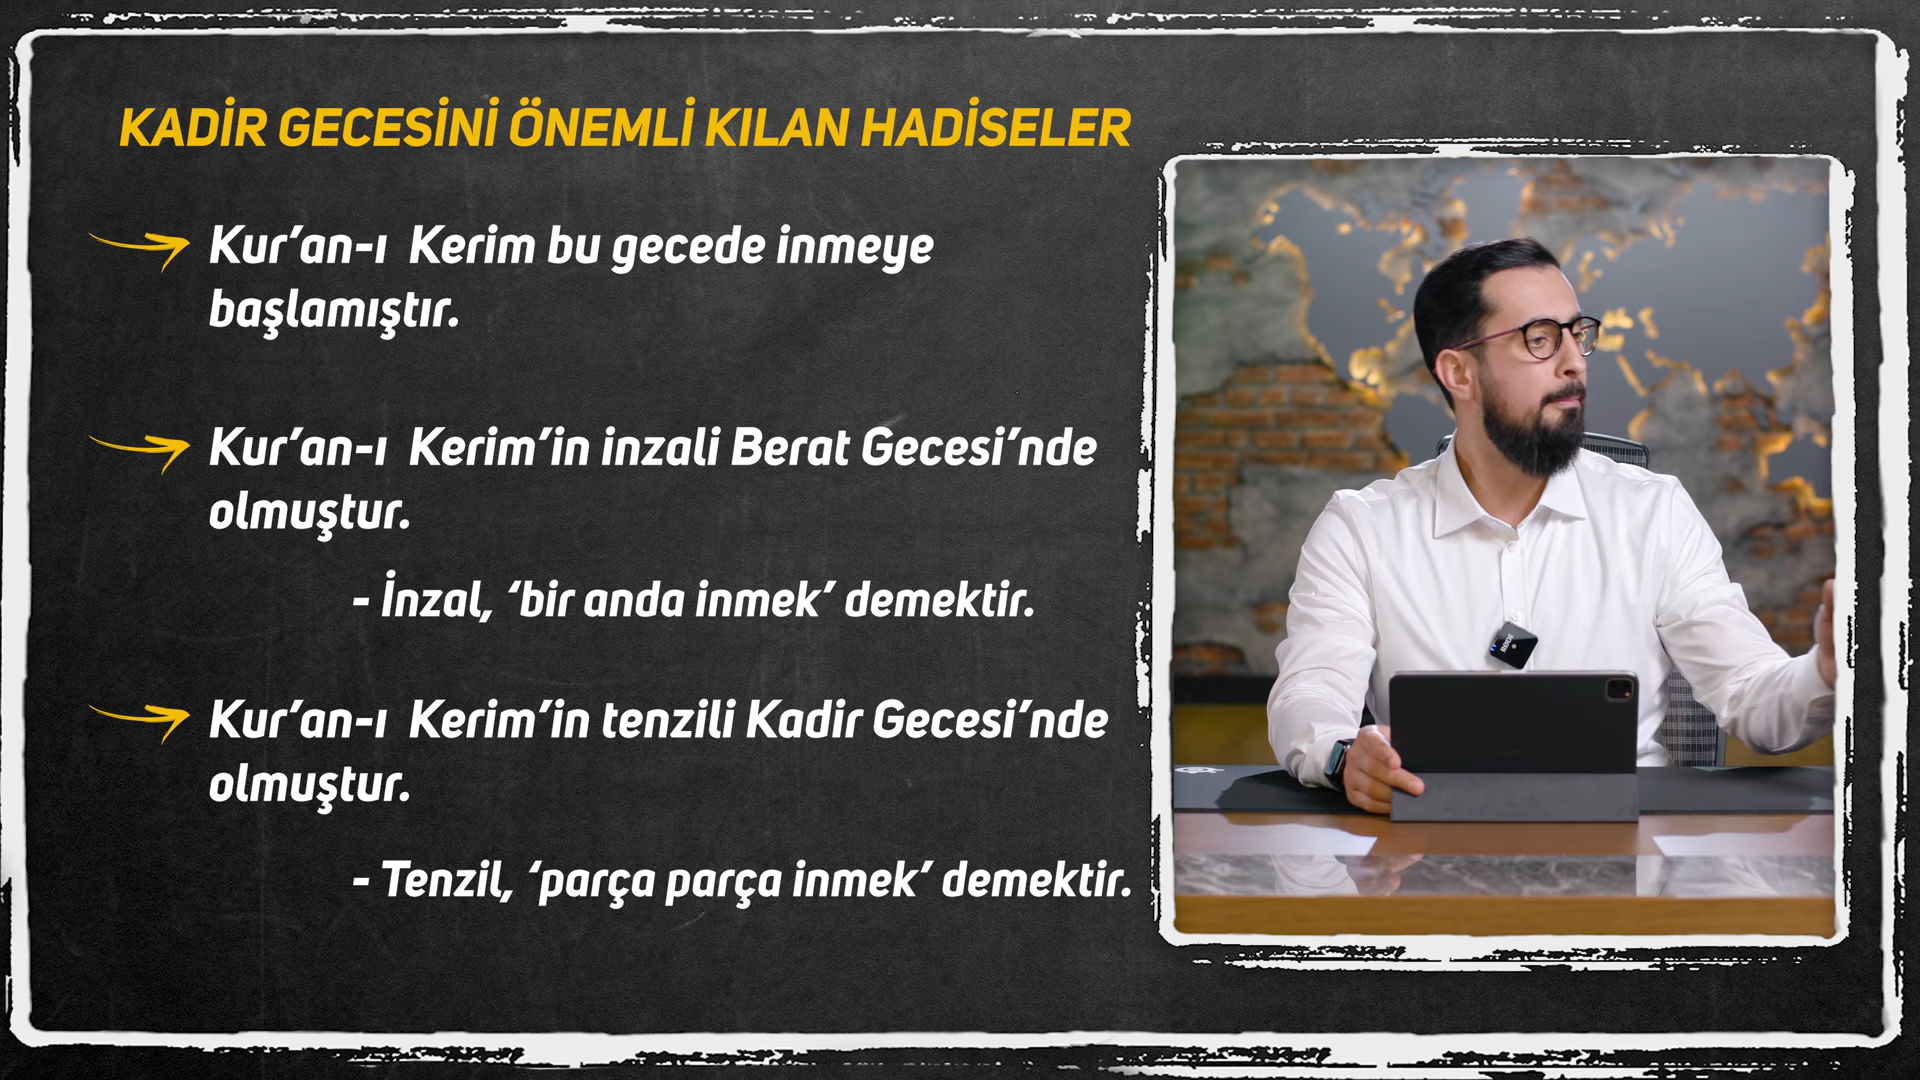 KADİR GECESİNİ ÖNEMLİ KILAN HADİSELER
Kur’an-ı Kerim bu gecede inmeye
başlamıştır.
Kur’an-ı Kerim’in inzali Berat Gecesi’nde
olmuştur.
- İnzal, ‘bir anda inmek’ demektir.
Kur’an-ı Kerim’in tenzili Kadir Gecesi’nde
olmuştur.
- Tenzil, ‘parça parça inmek’ demektir.
RØDE